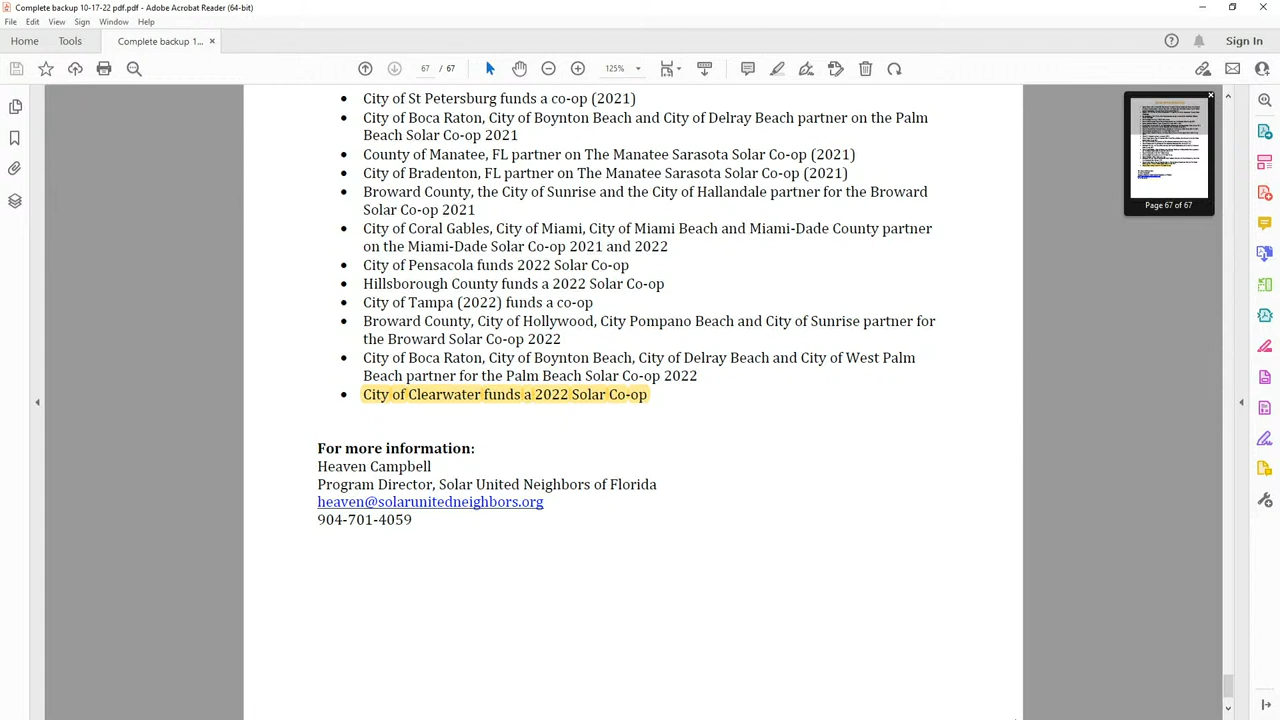 Complete backup 10-17-22 pdf.pdf - Adobe Acrobat Reader (64-bit)
File Edit View Sign Window Help
Home Tools Complete backup 1... × Sign In
67 / 67 125%
• City of St Petersburg funds a co-op (2021)
• City of Boca Raton, City of Boynton Beach and City of Delray Beach partner on the Palm
Beach Solar Co-op 2021
• County of Manatee, FL partner on The Manatee Sarasota Solar Co-op (2021)
• City of Bradenton, FL partner on The Manatee Sarasota Solar Co-op (2021)
• Broward County, the City of Sunrise and the City of Hallandale partner for the Broward
Solar Co-op 2021
• City of Coral Gables, City of Miami, City of Miami Beach and Miami-Dade County partner
on the Miami-Dade Solar Co-op 2021 and 2022
• City of Pensacola funds 2022 Solar Co-op
• Hillsborough County funds a 2022 Solar Co-op
• City of Tampa (2022) funds a co-op
• Broward County, City of Hollywood, City Pompano Beach and City of Sunrise partner for
the Broward Solar Co-op 2022
• City of Boca Raton, City of Boynton Beach, City of Delray Beach and City of West Palm
Beach partner for the Palm Beach Solar Co-op 2022
• City of Clearwater funds a 2022 Solar Co-op
For more information:
Heaven Campbell
Program Director, Solar United Neighbors of Florida
heaven@solarunitedneighbors.org
904-701-4059
Page 67 of 67